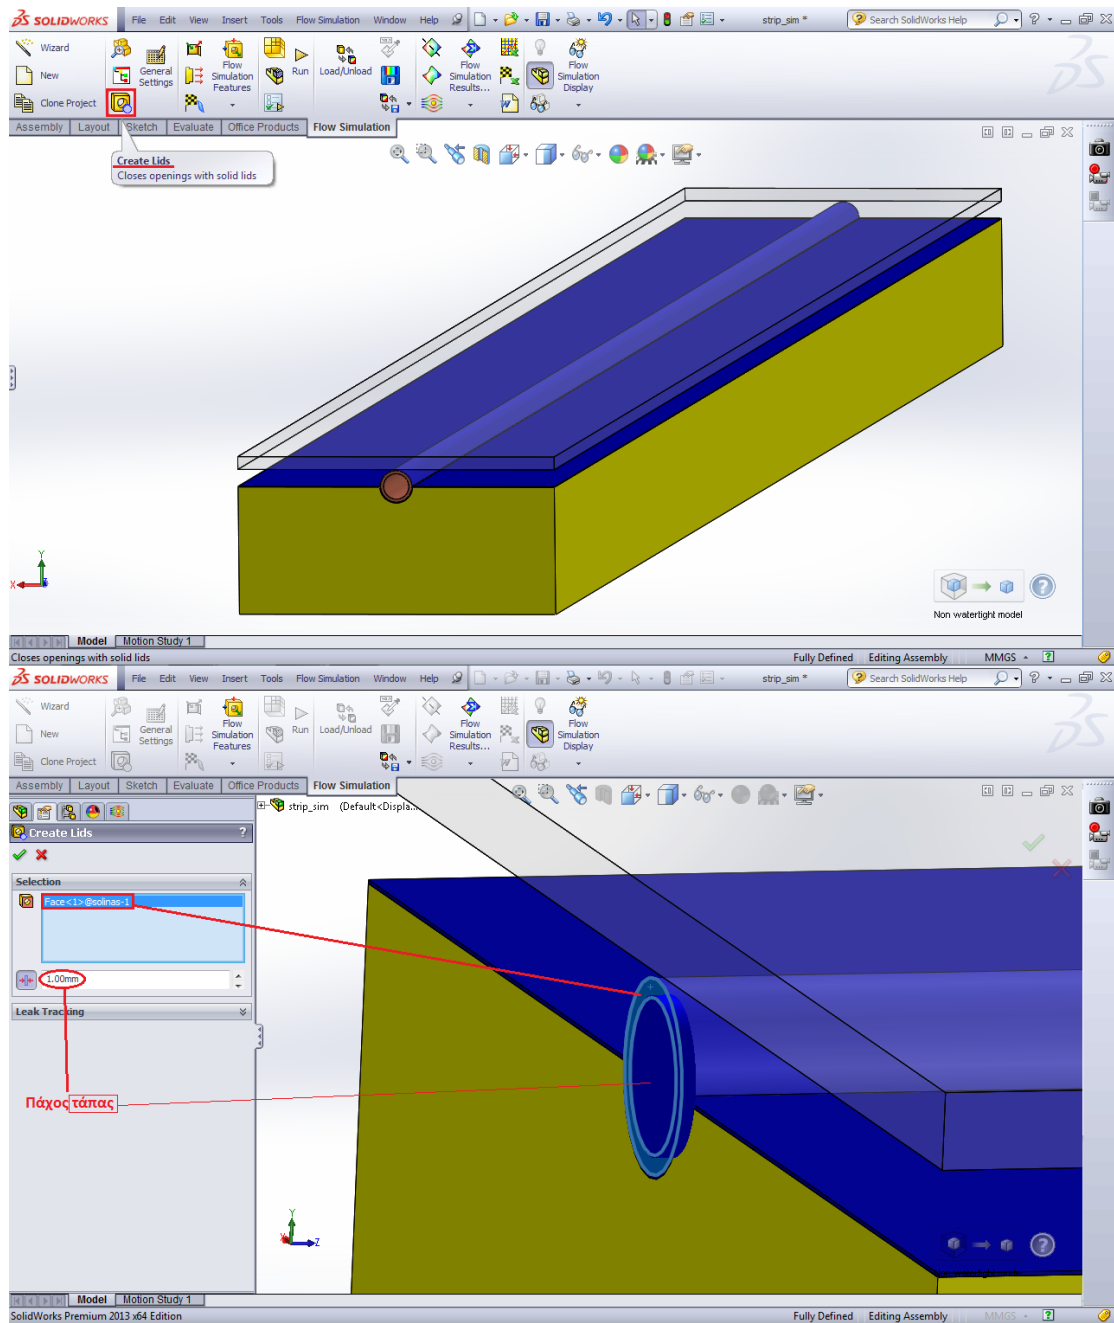 SOLIDWORKS File Edit View Insert Tools Flow Simulation Window Help strip_sim * Search SolidWorks Help
Wizard
New
Clone Project
General
Settings
Flow
Simulation
Features
Run
Load/Unload
Flow
Simulation
Results...
Flow
Simulation
Display
Assembly Layout Sketch Evaluate Office Products Flow Simulation
Create Lids
Closes openings with solid lids
Y
X
Z
Non watertight model
Model Motion Study 1
Closes openings with solid lids Fully Defined Editing Assembly MMGS
SOLIDWORKS File Edit View Insert Tools Flow Simulation Window Help strip_sim * Search SolidWorks Help
Wizard
New
Clone Project
General
Settings
Flow
Simulation
Features
Run
Load/Unload
Flow
Simulation
Results...
Flow
Simulation
Display
Assembly Layout Sketch Evaluate Office Products Flow Simulation
strip_sim (Default<Displa...
Create Lids ?
Selection
Face<1>@solinas-1
1.00mm
Leak Tracking
Πάχος τάπας
Y
X
Z
Model Motion Study 1
SolidWorks Premium 2013 x64 Edition Fully Defined Editing Assembly MMGS